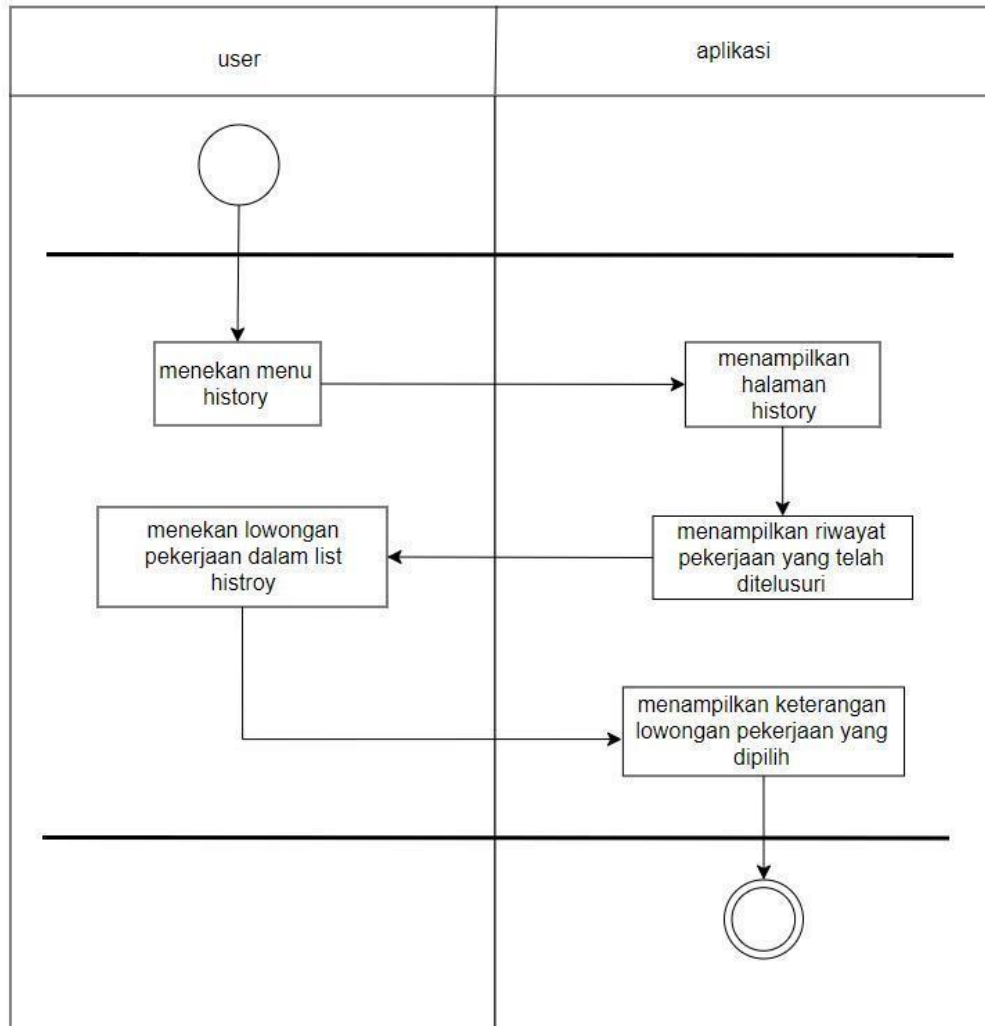 user
aplikasi
menekan menu
history
menampilkan
halaman
history
menekan lowongan
pekerjaan dalam list
histroy
menampilkan riwayat
pekerjaan yang telah
ditelusuri
menampilkan keterangan
lowongan pekerjaan yang
dipilih